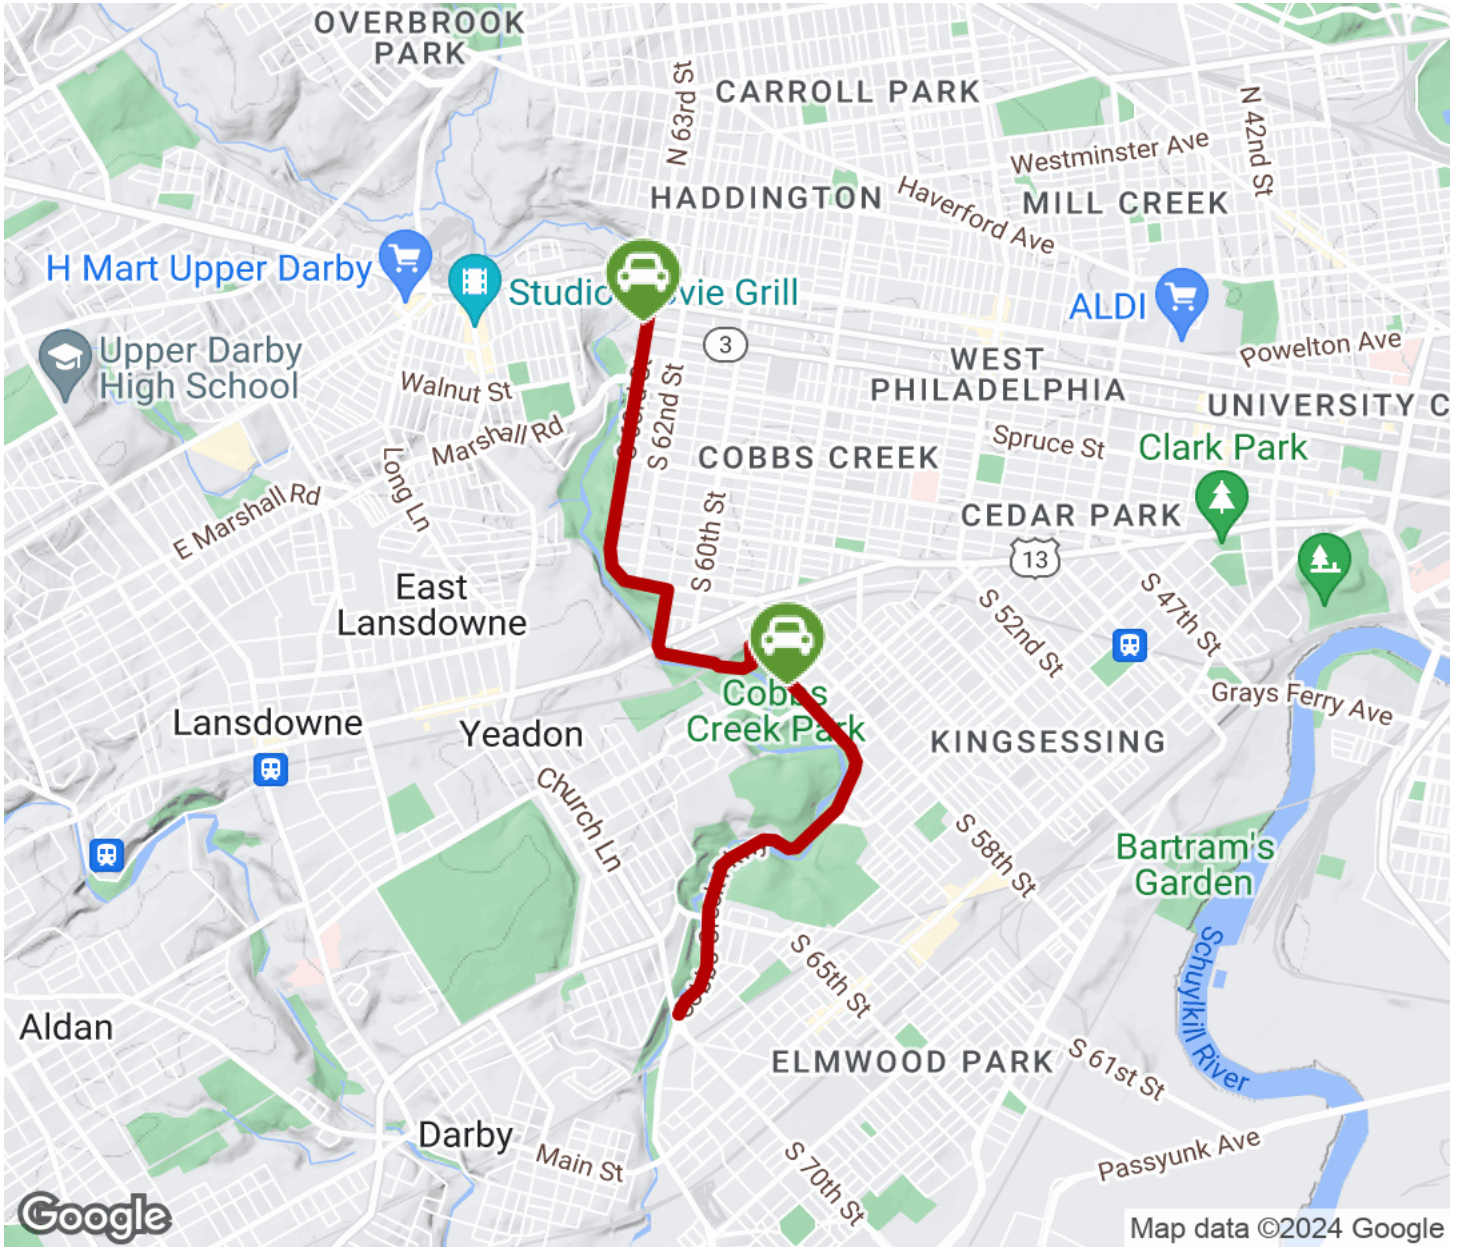 OVERBROOK
PARK
N 63rd St
CARROLL PARK
N 42nd St
Westminster Ave
HADDINGTON
Haverford Ave
MILL CREEK
H Mart Upper Darby
Grill
ALDI
3
Upper Darby
High School
Walnut St
S 62nd St
WEST
PHILADELPHIA
Powelton Ave
UNIVERSITY C
Marshall Rd
Long Ln
COBBS CREEK
Spruce St
Clark Park
E Marshall Rd
S 60th St
CEDAR PARK
13
East
Lansdowne
S 52nd St
S 47th St
Cobbs
Creek Park
Grays Ferry Ave
Lansdowne
Yeadon
KINGSESSING
Church Ln
S 58th St
Bartram's
Garden
S 65th St
Schuylkill River
Aldan
ELMWOOD PARK
S 61st St
Darby
Main St
S 70th St
Passyunk Ave
Google
Map data ©2024 Google